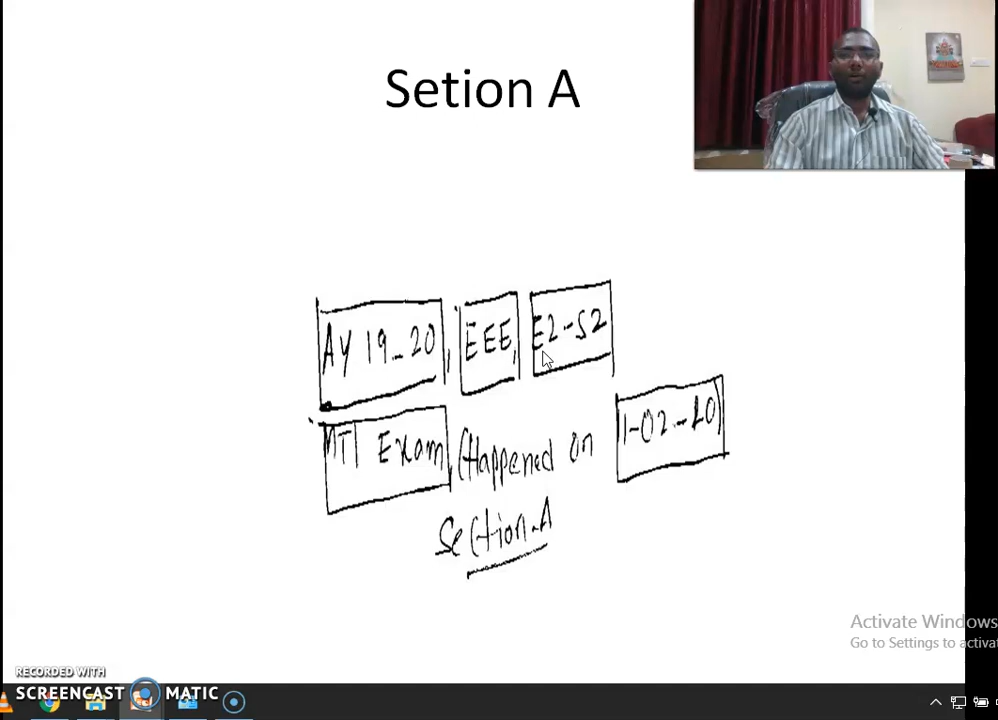 Setion A
AY 19-20, EEE, E2-S2
MT1 Exam, (Happened on 1-02-20)
Section-A
Activate Windows
Go to Settings to activa
RECORDED WITH
SCREENCAST MATIC